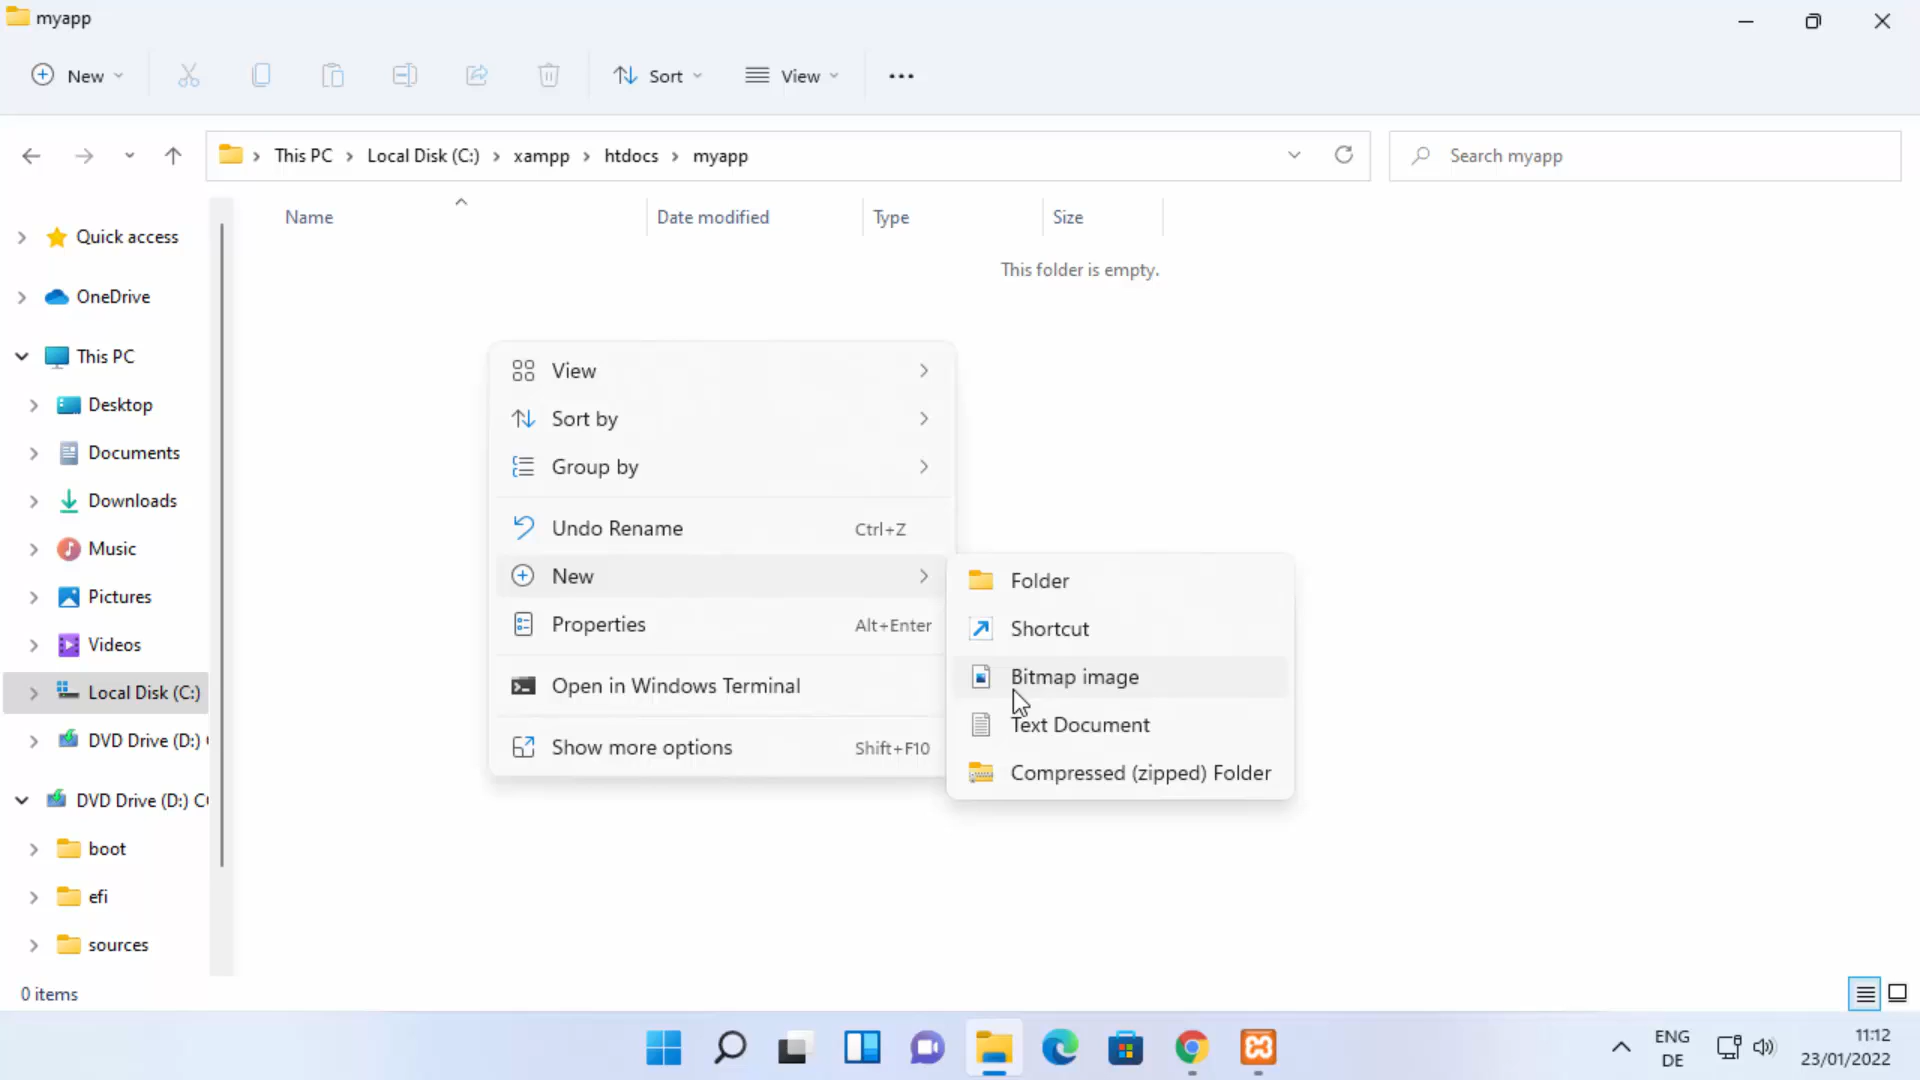 myapp
New
Sort
View
This PC
Local Disk (C:)
xampp
htdocs
myapp
Search myapp
Name
Date modified
Type
Size
This folder is empty.
Quick access
OneDrive
This PC
Desktop
Documents
Downloads
Music
Pictures
Videos
Local Disk (C:)
DVD Drive (D:)
DVD Drive (D:)
boot
efi
sources
View
Sort by
Group by
Undo Rename Ctrl+Z
New
Properties Alt+Enter
Open in Windows Terminal
Show more options Shift+F10
Folder
Shortcut
Bitmap image
Text Document
Compressed (zipped) Folder
0 items
ENG
DE
11:12
23/01/2022